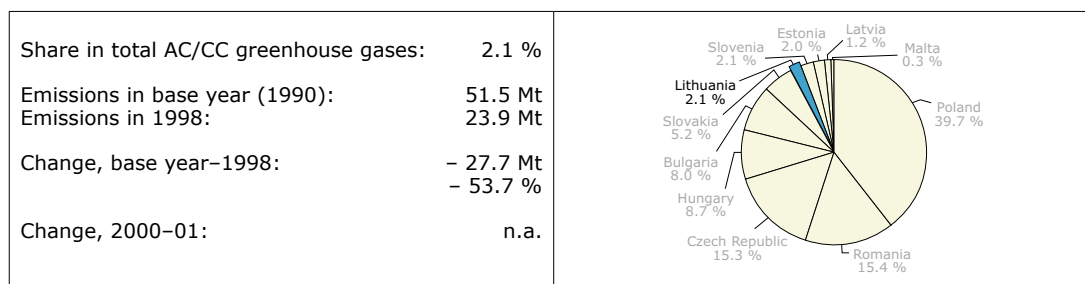 Share in total AC/CC greenhouse gases: 2.1 %
Emissions in base year (1990): 51.5 Mt
Emissions in 1998: 23.9 Mt
Change, base year–1998: – 27.7 Mt
– 53.7 %
Change, 2000–01: n.a.
Latvia
1.2 %
Estonia
2.0 %
Malta
0.3 %
Slovenia
2.1 %
Lithuania
2.1 %
Poland
39.7 %
Slovakia
5.2 %
Bulgaria
8.0 %
Hungary
8.7 %
Czech Republic
15.3 %
Romania
15.4 %